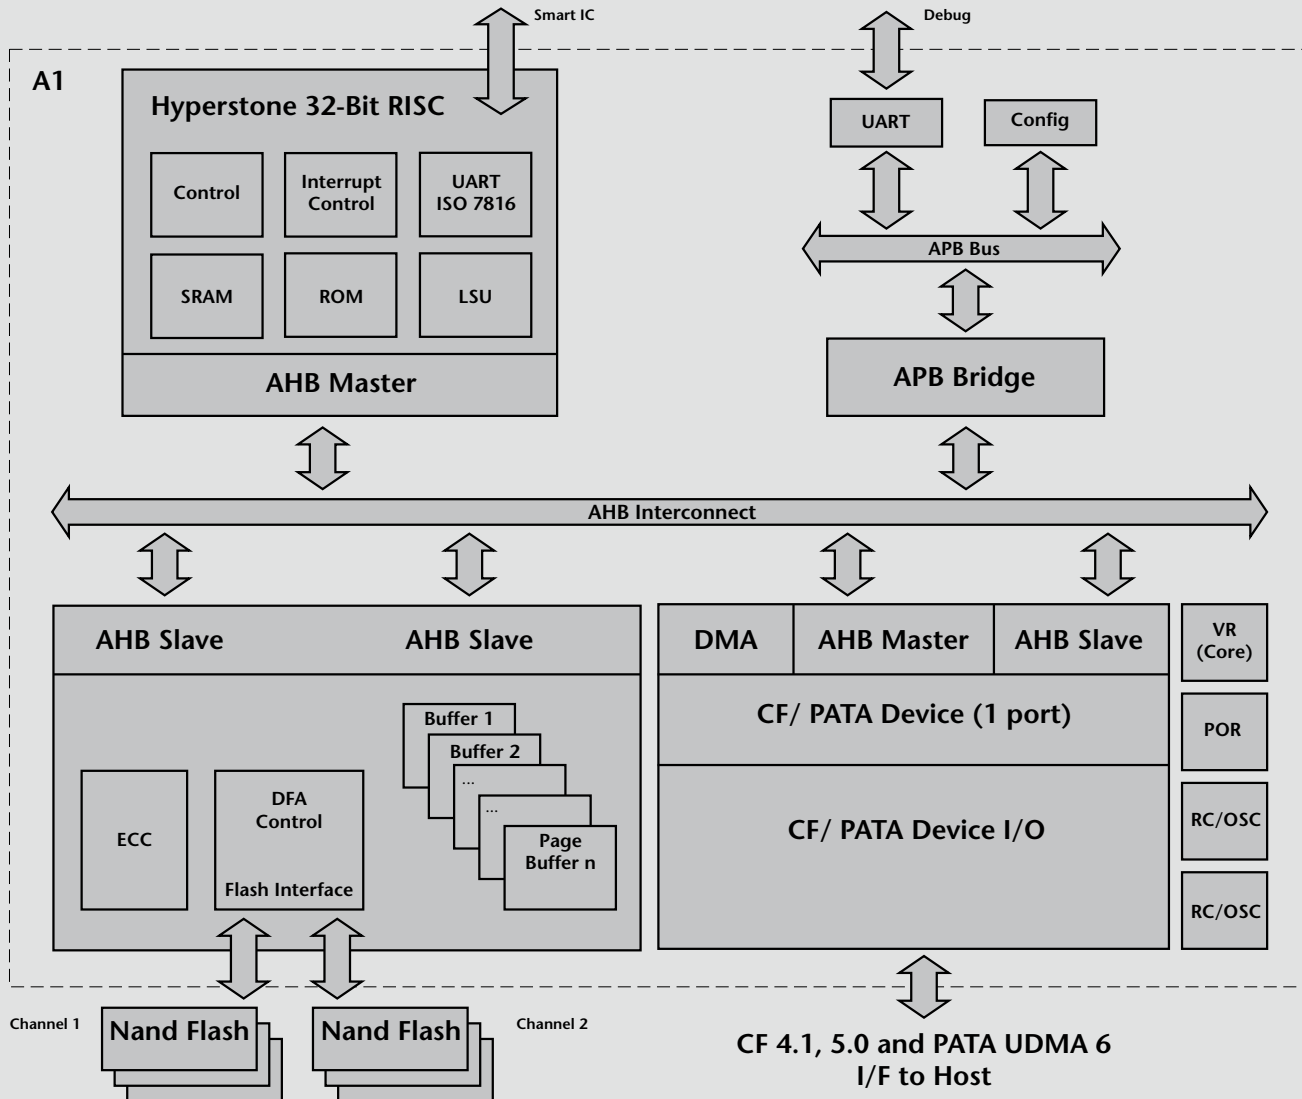 Smart IC
Debug
A1
Hyperstone 32-Bit RISC
Control
Interrupt
Control
UART
ISO 7816
SRAM
ROM
LSU
AHB Master
UART
Config
APB Bus
APB Bridge
AHB Interconnect
AHB Slave
AHB Slave
ECC
DFA
Control
Flash Interface
Buffer 1
Buffer 2
...
...
Page
Buffer n
DMA
AHB Master
AHB Slave
CF/ PATA Device (1 port)
CF/ PATA Device I/O
VR
(Core)
POR
RC/OSC
RC/OSC
Channel 1
Nand Flash
Nand Flash
Channel 2
CF 4.1, 5.0 and PATA UDMA 6
I/F to Host